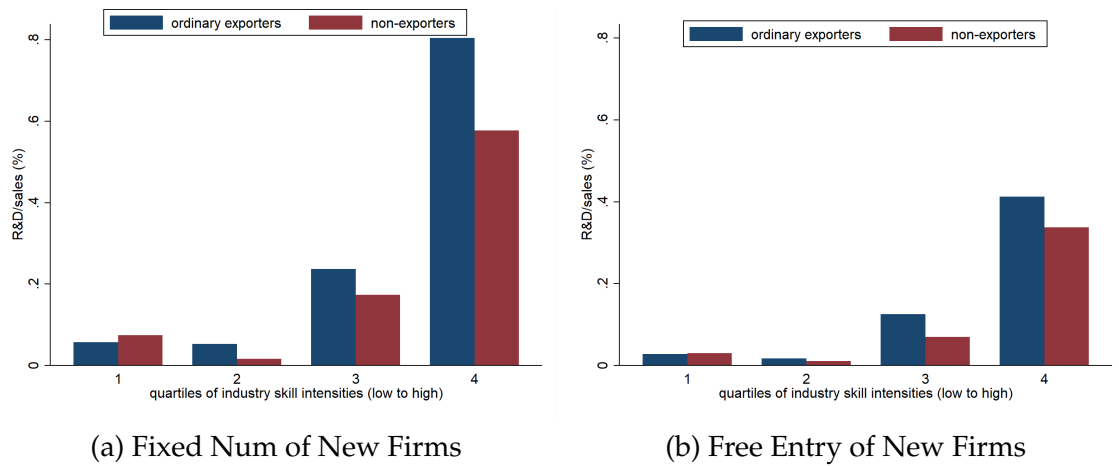 ordinary exporters non-exporters
R&D/sales (%)
.8
.6
.4
.2
0
1 2 3 4
quartiles of industry skill intensities (low to high)
(a) Fixed Num of New Firms
ordinary exporters non-exporters
R&D/sales (%)
.8
.6
.4
.2
0
1 2 3 4
quartiles of industry skill intensities (low to high)
(b) Free Entry of New Firms